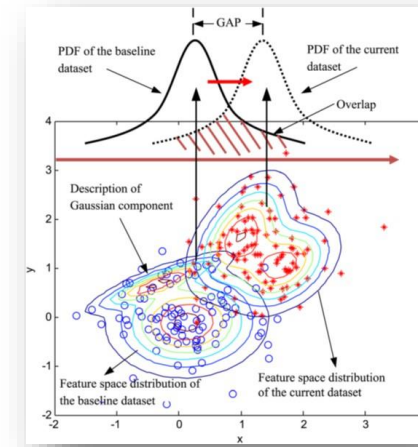 GAP
PDF of the baseline
dataset
PDF of the current
dataset
Overlap
4
3
2
1
0
-1
-2
y
Description of
Gaussian component
Feature space distribution of
the baseline dataset
Feature space distribution
of the current dataset
-2 -1 0 1 2 3
x